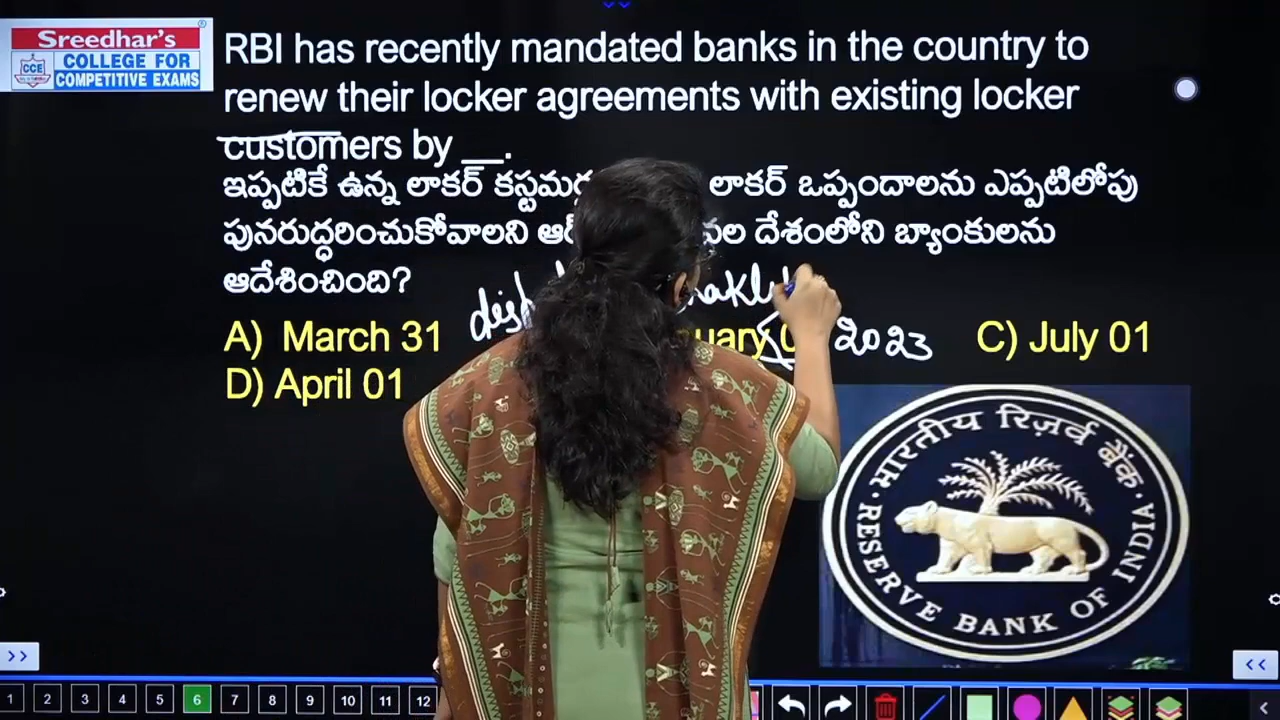 Sreedhar's
CCE
COLLEGE FOR
COMPETITIVE EXAMS
RBI has recently mandated banks in the country to
renew their locker agreements with existing locker
customers by __.
ఇప్పటికే ఉన్న లాకర్ లాకర్ ఒప్పందాలను ఎప్పటిలోపు
పునరుద్ధరించుకోవాలని దేశంలోని బ్యాంకులను
ఆదేశించింది?
A) March 31 2023 C) July 01
D) April 01
भारतीय रिज़र्व बैंक
RESERVE BANK OF INDIA
>> <<
1 2 3 4 5 6 7 8 9 10 11 12